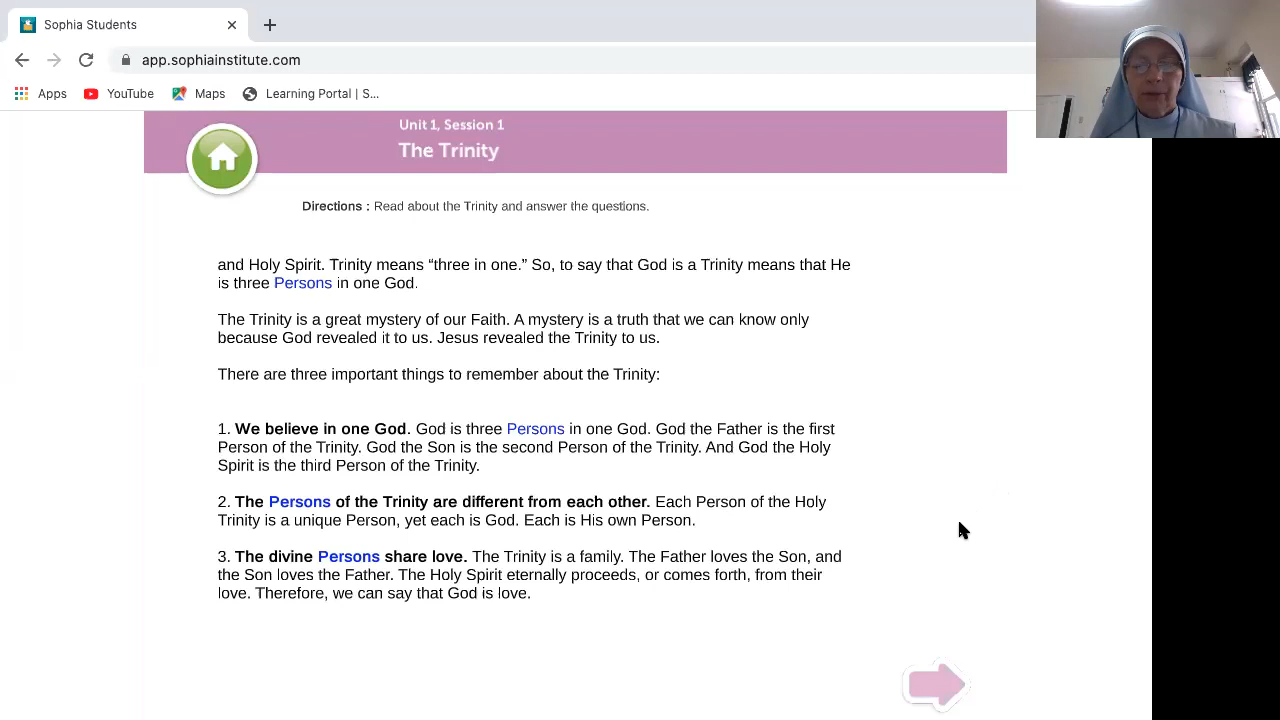 Sophia Students
app.sophiainstitute.com
Apps
YouTube
Maps
Learning Portal | S...
Unit 1, Session 1
The Trinity
Directions : Read about the Trinity and answer the questions.
and Holy Spirit. Trinity means “three in one.” So, to say that God is a Trinity means that He
is three Persons in one God.
The Trinity is a great mystery of our Faith. A mystery is a truth that we can know only
because God revealed it to us. Jesus revealed the Trinity to us.
There are three important things to remember about the Trinity:
1. We believe in one God. God is three Persons in one God. God the Father is the first
Person of the Trinity. God the Son is the second Person of the Trinity. And God the Holy
Spirit is the third Person of the Trinity.
2. The Persons of the Trinity are different from each other. Each Person of the Holy
Trinity is a unique Person, yet each is God. Each is His own Person.
3. The divine Persons share love. The Trinity is a family. The Father loves the Son, and
the Son loves the Father. The Holy Spirit eternally proceeds, or comes forth, from their
love. Therefore, we can say that God is love.